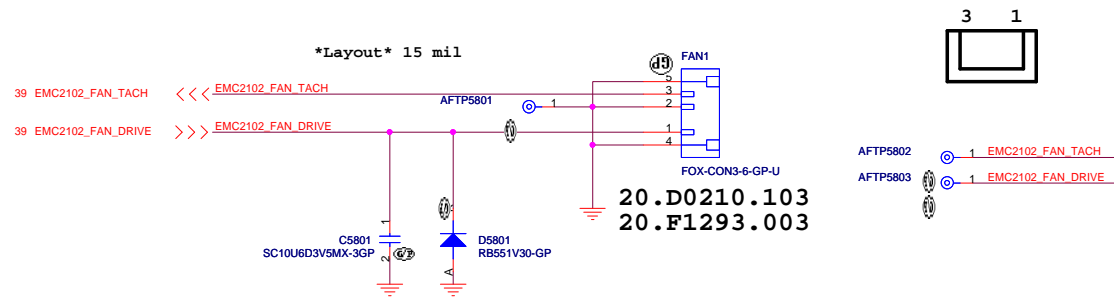 3 1
*Layout* 15 mil
FAN1
GP
5
39 EMC2102_FAN_TACH
EMC2102_FAN_TACH
3
AFTP5801
1
2
39 EMC2102_FAN_DRIVE
EMC2102_FAN_DRIVE
1
4
FOX-CON3-6-GP-U
AFTP5802
1
EMC2102_FAN_TACH
AFTP5803
1
EMC2102_FAN_DRIVE
20.D0210.103
20.F1293.003
1
C5801
SC10U6D3V5MX-3GP
2
D5801
RB551V30-GP
A